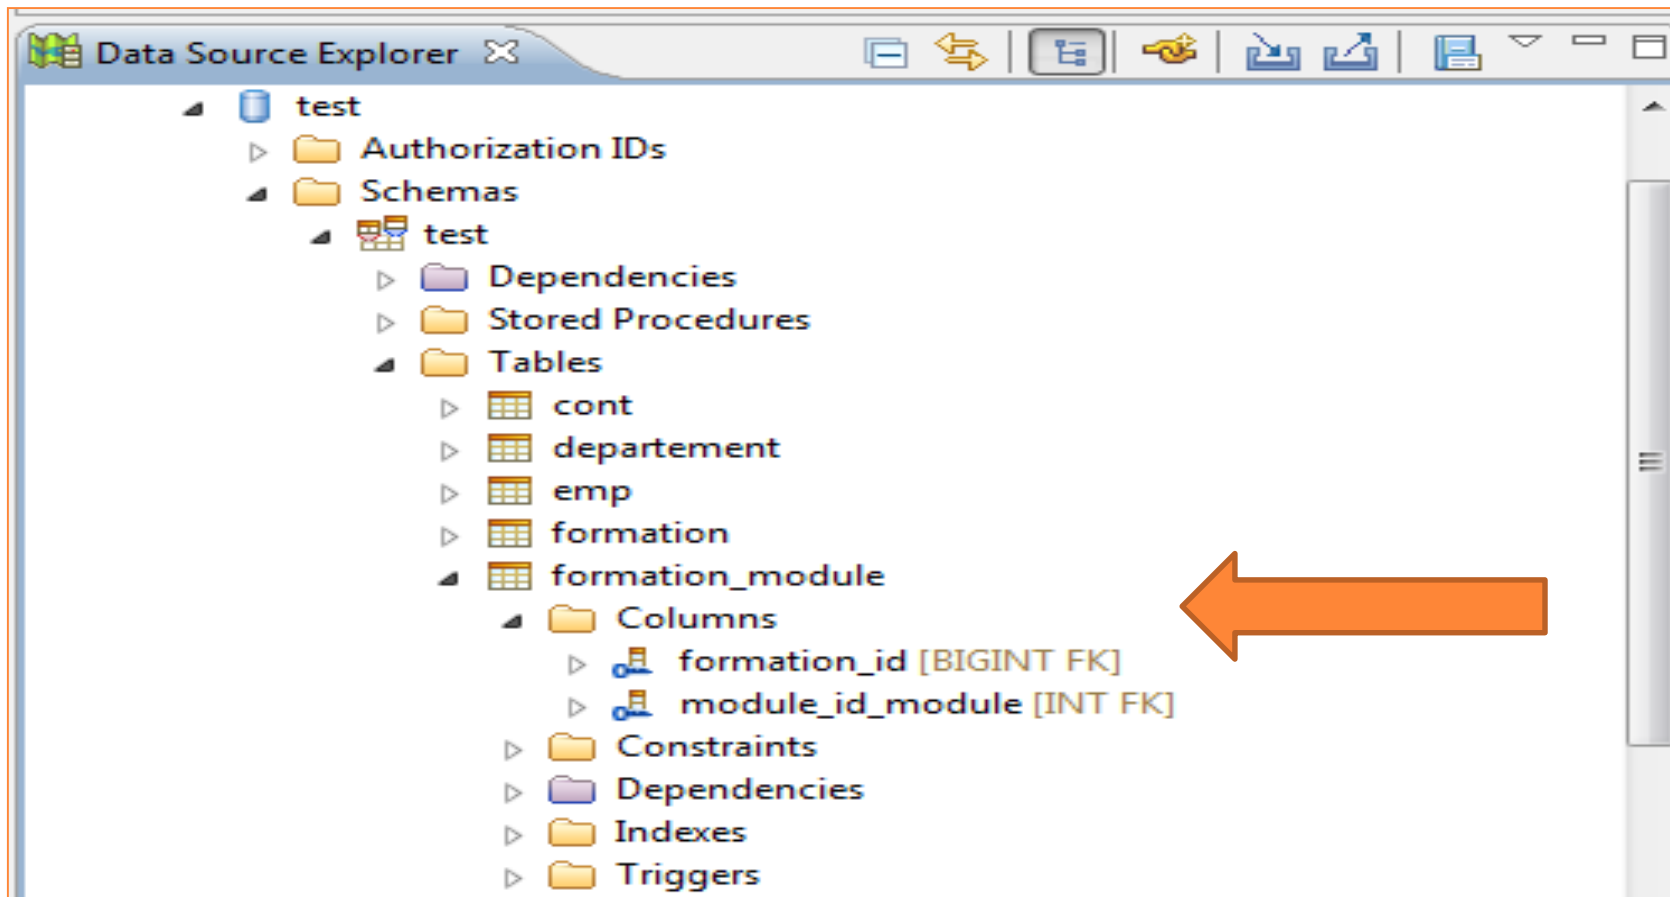 Data Source Explorer
test
Authorization IDs
Schemas
test
Dependencies
Stored Procedures
Tables
cont
departement
emp
formation
formation_module
Columns
formation_id [BIGINT FK]
module_id_module [INT FK]
Constraints
Dependencies
Indexes
Triggers